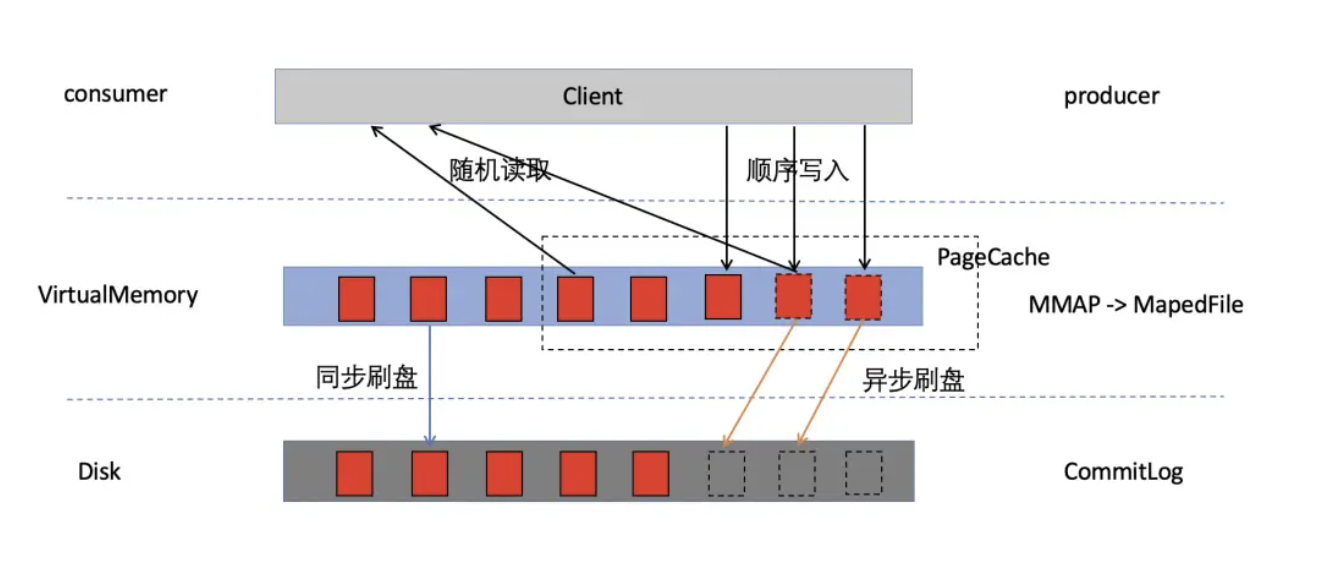 consumer
Client
producer
随机读取
顺序写入
PageCache
VirtualMemory
MMAP -> MapedFile
同步刷盘
异步刷盘
Disk
CommitLog